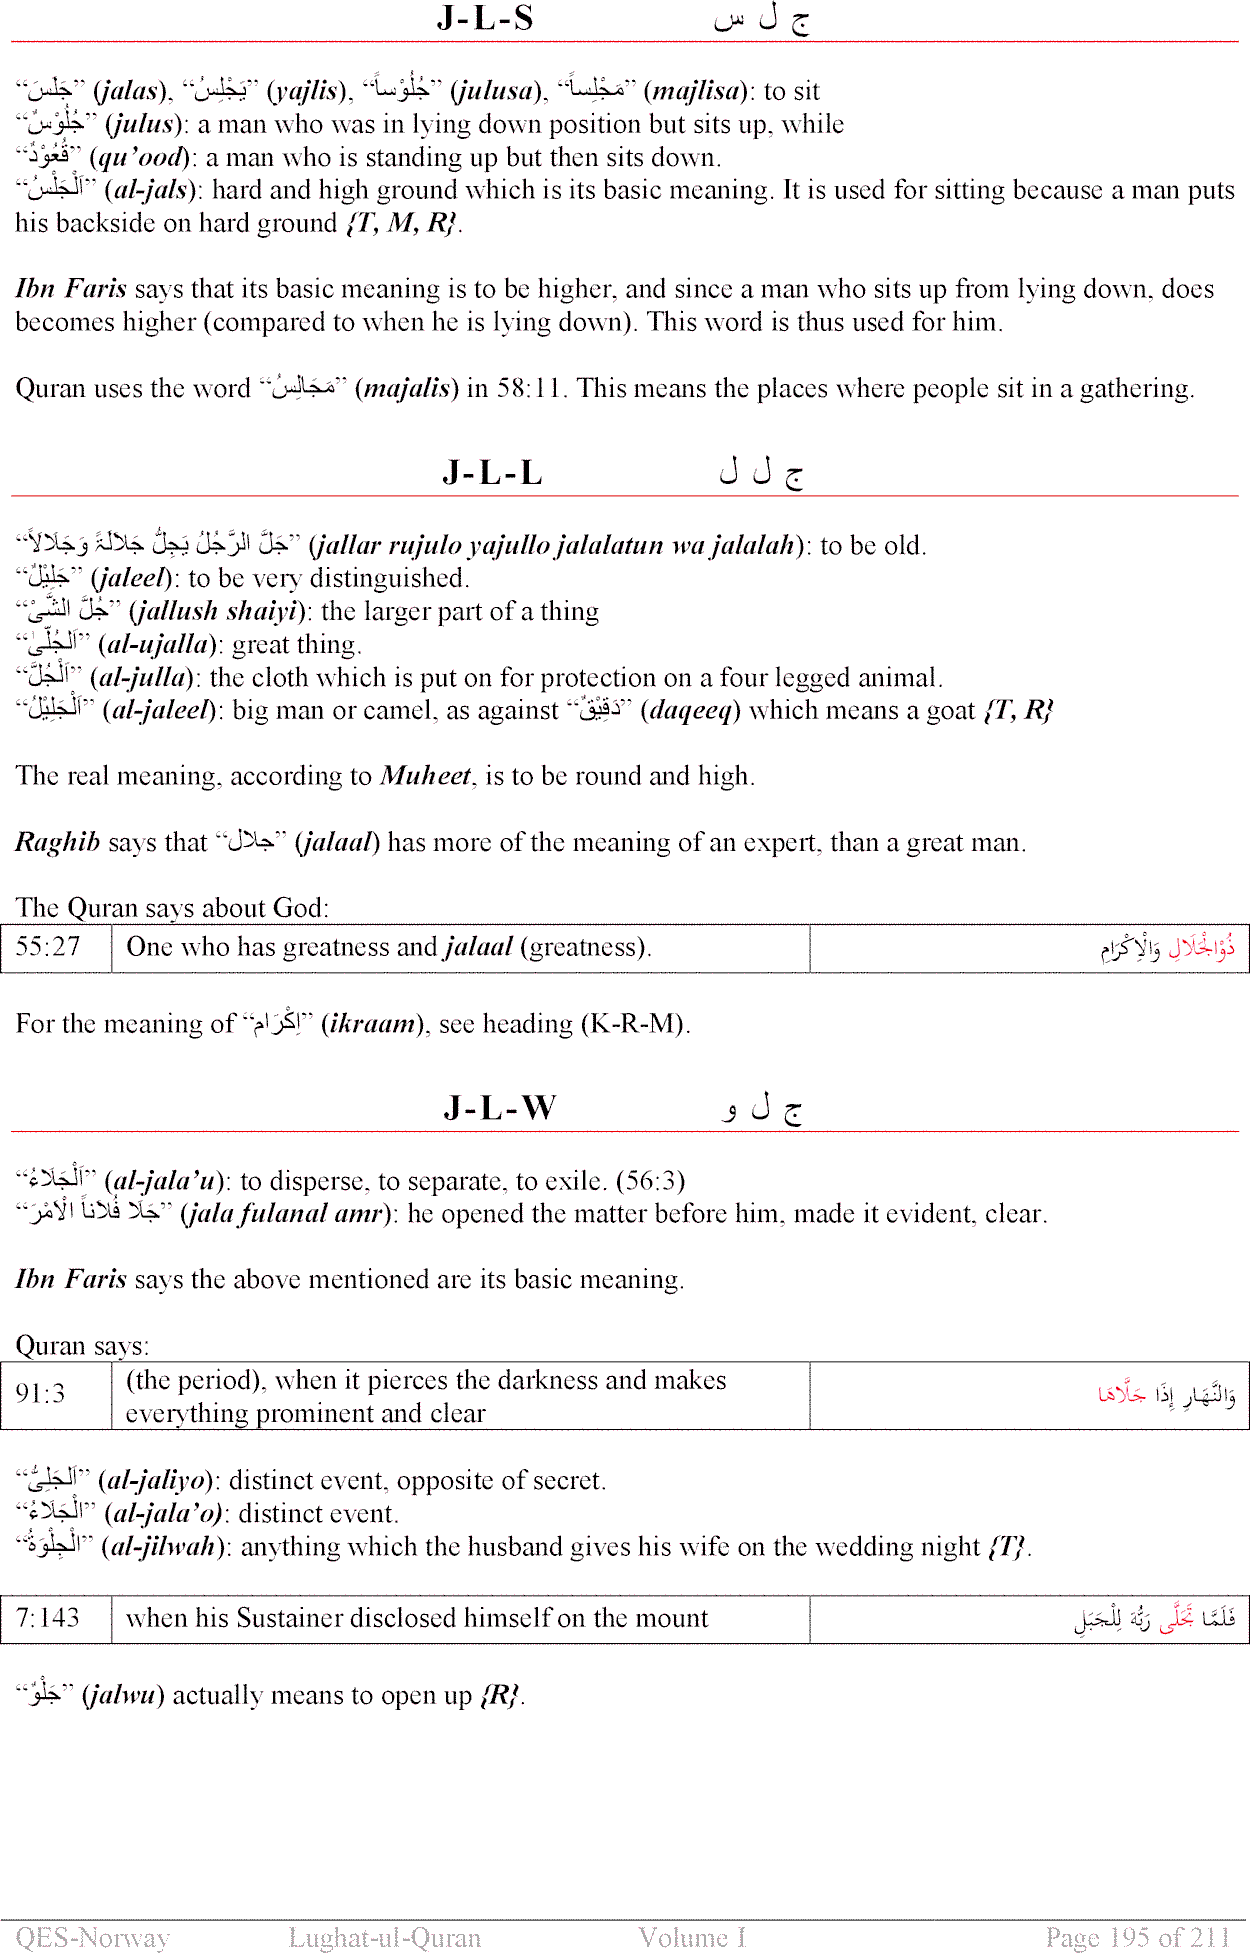 J-L-S ج ل س
“جَلَسَ” (jalas), “يَجْلِسُ” (yajlis), “جُلُوْساً” (julusa), “مَجْلِساً” (majlisa): to sit
“جُلُوْسٌ” (julus): a man who was in lying down position but sits up, while
“قُعُوْدٌ” (qu’ood): a man who is standing up but then sits down.
“اَلْجَلْسُ” (al-jals): hard and high ground which is its basic meaning. It is used for sitting because a man puts
his backside on hard ground {T, M, R}.
Ibn Faris says that its basic meaning is to be higher, and since a man who sits up from lying down, does
becomes higher (compared to when he is lying down). This word is thus used for him.
Quran uses the word “مَجَالِسُ” (majalis) in 58:11. This means the places where people sit in a gathering.
J-L-L ج ل ل
“جَلَّ الرَّجُلُ يَجِلُّ جَلالَۃً وَجَلَالاً” (jallar rujulo yajullo jalalatun wa jalalah): to be old.
“جَلِيْلٌ” (jaleel): to be very distinguished.
“جُلَّ الشَّیْ” (jallush shaiyi): the larger part of a thing
“اَلجُلّٰی” (al-ujalla): great thing.
“اَلْجُلَّ” (al-julla): the cloth which is put on for protection on a four legged animal.
“اَلْجَلِيْلُ” (al-jaleel): big man or camel, as against “دَقِيْقٌ” (daqeeq) which means a goat {T, R}
The real meaning, according to Muheet, is to be round and high.
Raghib says that “جلال” (jalaal) has more of the meaning of an expert, than a great man.
The Quran says about God:
55:27 One who has greatness and jalaal (greatness). ذُوْالْجَلَالِ وَالْاِكْرَامِ
For the meaning of “اِكْرَام” (ikraam), see heading (K-R-M).
J-L-W ج ل و
“اَلْجَلَاءُ” (al-jala’u): to disperse, to separate, to exile. (56:3)
“جَلَا فُلَاناً الْاَمْرَ” (jala fulanal amr): he opened the matter before him, made it evident, clear.
Ibn Faris says the above mentioned are its basic meaning.
Quran says:
91:3 (the period), when it pierces the darkness and makes
everything prominent and clear وَالنَّهَارِ إِذَا جَلَّاهَا
“اَلجَلِیُّ” (al-jaliyo): distinct event, opposite of secret.
“الْجَلَاءُ” (al-jala’o): distinct event.
“الْجِلْوَةُ” (al-jilwah): anything which the husband gives his wife on the wedding night {T}.
7:143 when his Sustainer disclosed himself on the mount فَلَمَّا تَجَلَّى رَبُّهُ لِلْجَبَلِ
“جَلْوٌ” (jalwu) actually means to open up {R}.
QES-Norway Lughat-ul-Quran Volume I Page 195 of 211